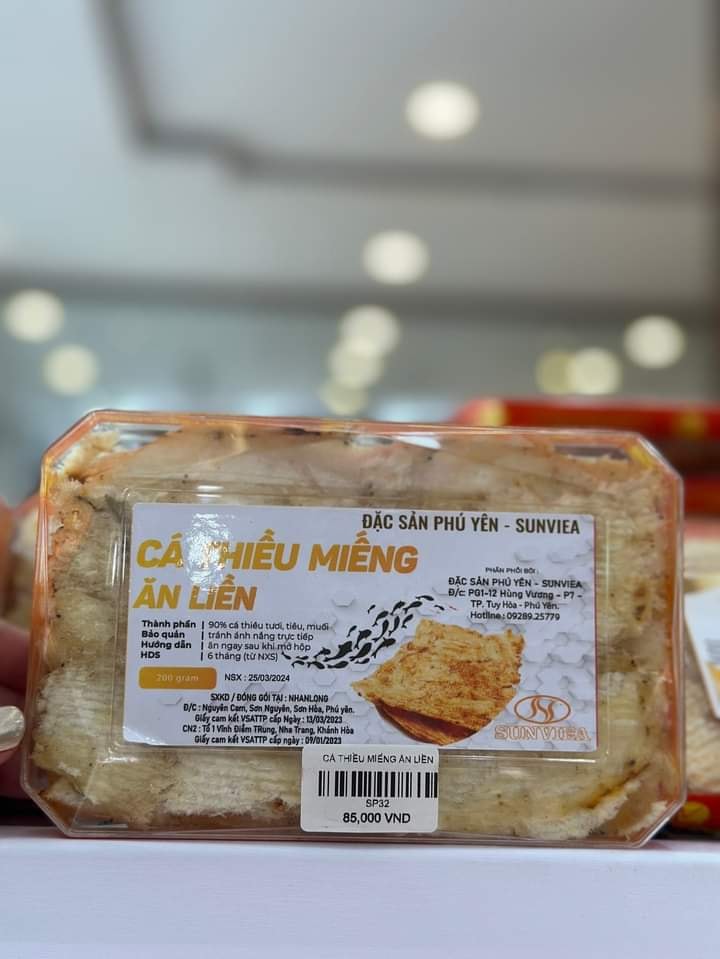 ĐẶC SẢN PHÚ YÊN - SUNVIEA
CÁ THIỀU MIẾNG
ĂN LIỀN
PHÂN PHỐI BỞI :
ĐẶC SẢN PHÚ YÊN - SUNVIEA
Đ/c: PG1-12 Hùng Vương - P7 -
TP. Tuy Hòa - Phú Yên.
Hotline : 09289.25779
Thành phần | 90% cá thiều tươi, tiêu, muối
Bảo quản | tránh ánh nắng trực tiếp
Hướng dẫn | ăn ngay sau khi mở hộp
HDS | 6 tháng (từ NXS)
200 gram
NSX : 25/03/2024
SXKD / ĐÓNG GÓI TẠI : NHANLONG
Đ/C : Nguyên Cam, Sơn Nguyên, Sơn Hòa, Phú yên.
Giấy cam kết VSATTP cấp Ngày : 13/03/2023
CN2 : Tổ 1 Vĩnh Điềm TRung, Nha Trang, Khánh Hòa
Giấy cam kết VSATTP cấp ngày : 09/01/2023
SUNVIEA
CÁ THIỀU MIẾNG ĂN LIỀN
SP32
85,000 VND